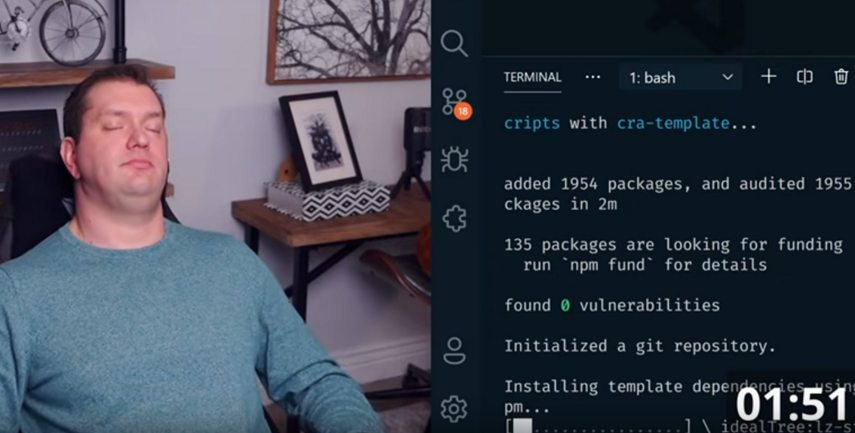 TERMINAL ... 1: bash
18
cripts with cra-template...
added 1954 packages, and audited 1955
ckages in 2m
135 packages are looking for funding
run `npm fund` for details
found 0 vulnerabilities
Initialized a git repository.
Installing template dependencies using
pm...
[ ................] \ idealTree:lz-s
01:51